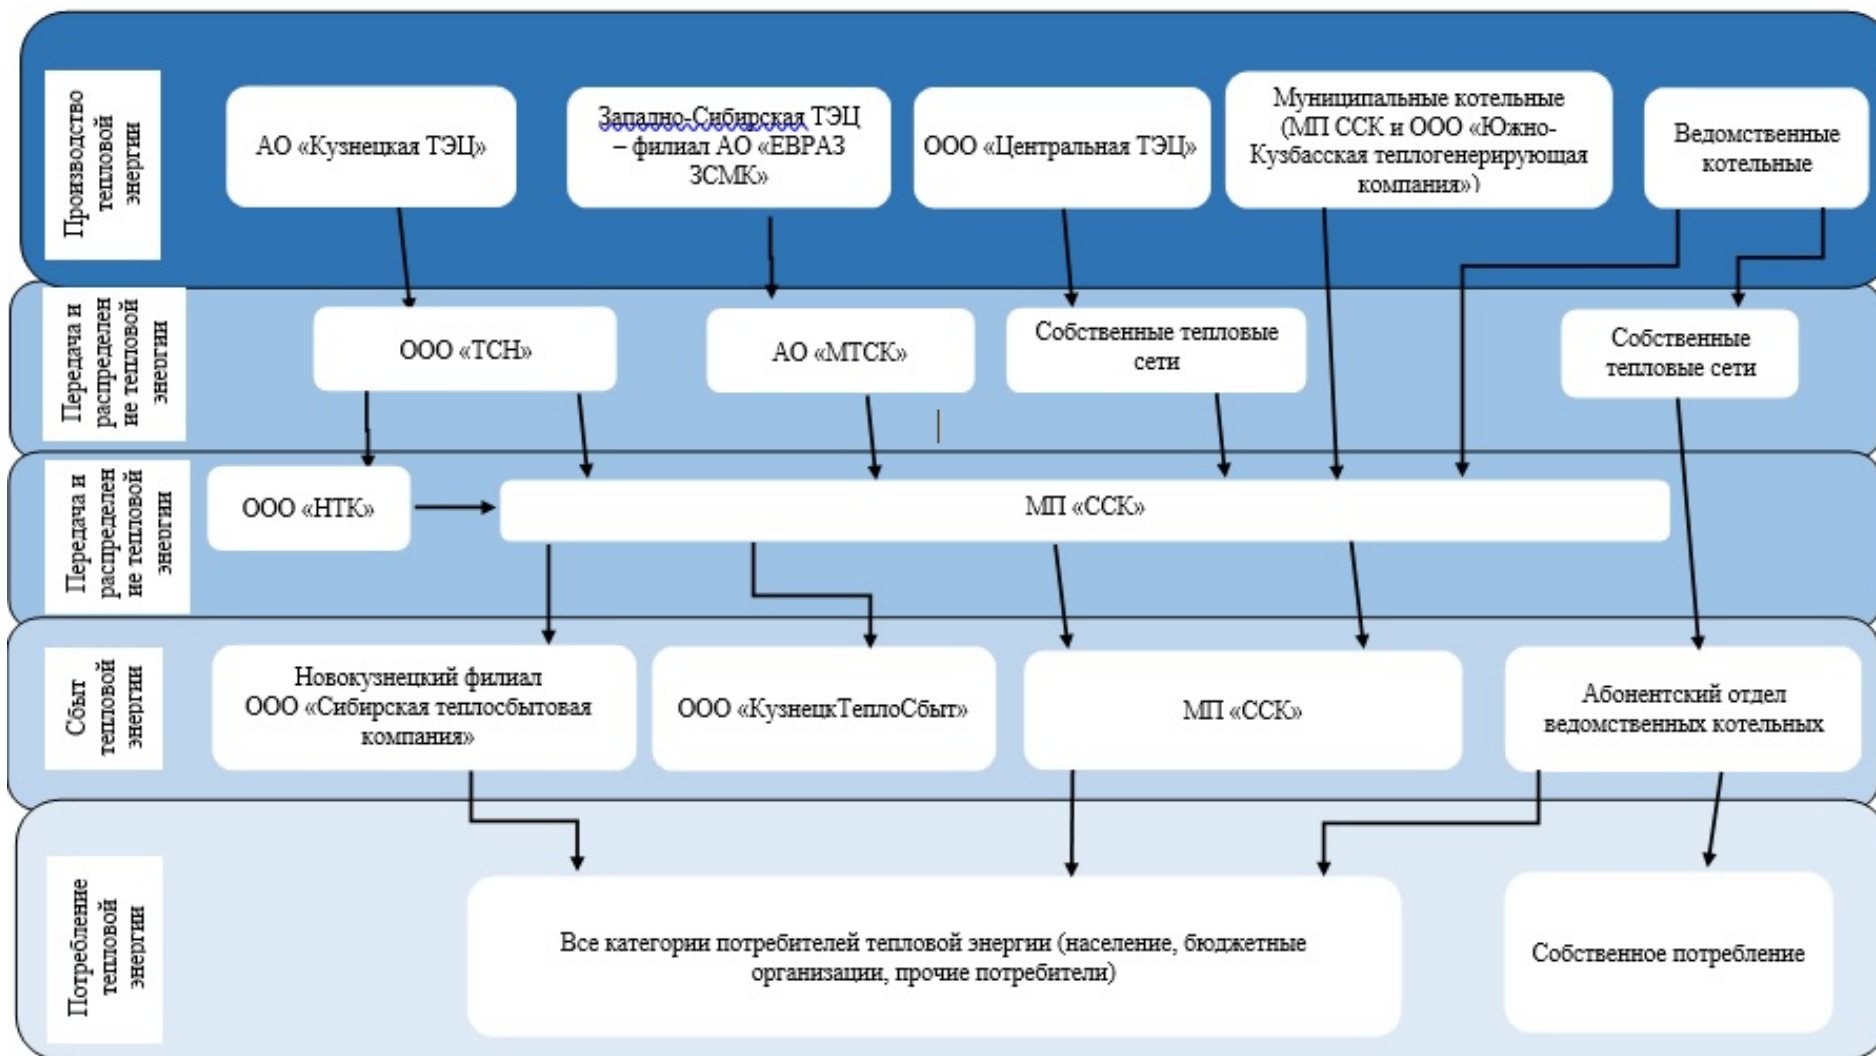 Производство
тепловой
энергии
АО «Кузнецкая ТЭЦ»
Западно-Сибирская ТЭЦ
– филиал АО «ЕВРАЗ
ЗСМК»
ООО «Центральная ТЭЦ»
Муниципальные котельные
(МП ССК и ООО «Южно-
Кузбасская теплогенерирующая
компания»)
Ведомственные
котельные
Передача и
распределен
ие тепловой
энергии
ООО «ТСН»
АО «МТСК»
Собственные тепловые
сети
Собственные
тепловые сети
Передача и
распределен
ие тепловой
энергии
ООО «НТК»
МП «ССК»
Сбыт
тепловой
энергии
Новокузнецкий филиал
ООО «Сибирская теплосбытовая
компания»
ООО «КузнецкТеплоСбыт»
МП «ССК»
Абонентский отдел
ведомственных котельных
Потребление
тепловой
энергии
Все категории потребителей тепловой энергии (население, бюджетные
организации, прочие потребители)
Собственное потребление